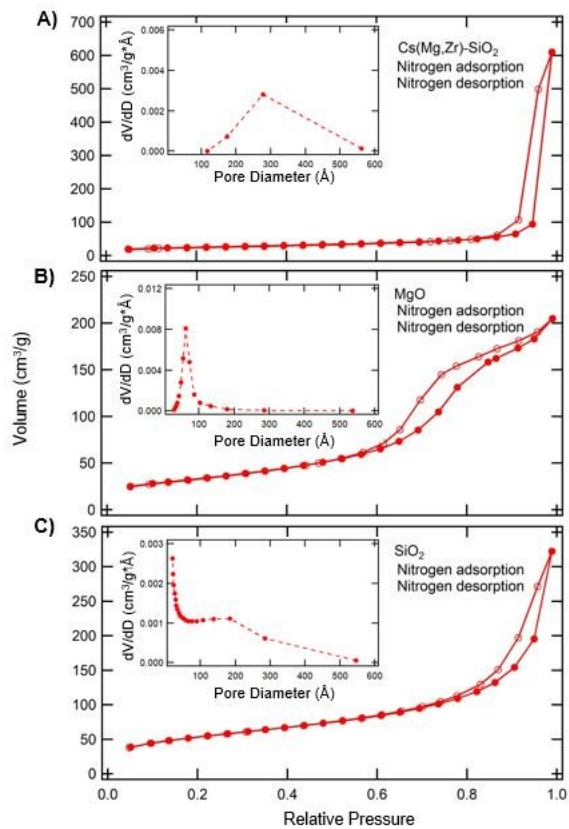 A)
700
600
500
400
300
200
100
0
dV/dD (cm³/g*Å)
0.006
0.004
0.002
0.000
100 200 300 400 500 600
Pore Diameter (Å)
Cs(Mg,Zr)-SiO₂
Nitrogen adsorption
Nitrogen desorption
B)
250
200
150
100
50
0
dV/dD (cm³/g*Å)
0.012
0.008
0.004
0.000
0 100 200 300 400 500 600
Pore Diameter (Å)
MgO
Nitrogen adsorption
Nitrogen desorption
Volume (cm³/g)
C)
350
300
250
200
150
100
50
0
dV/dD (cm³/g*Å)
0.003
0.002
0.001
0.000
100 200 300 400 500 600
Pore Diameter (Å)
SiO₂
Nitrogen adsorption
Nitrogen desorption
0.0 0.2 0.4 0.6 0.8 1.0
Relative Pressure